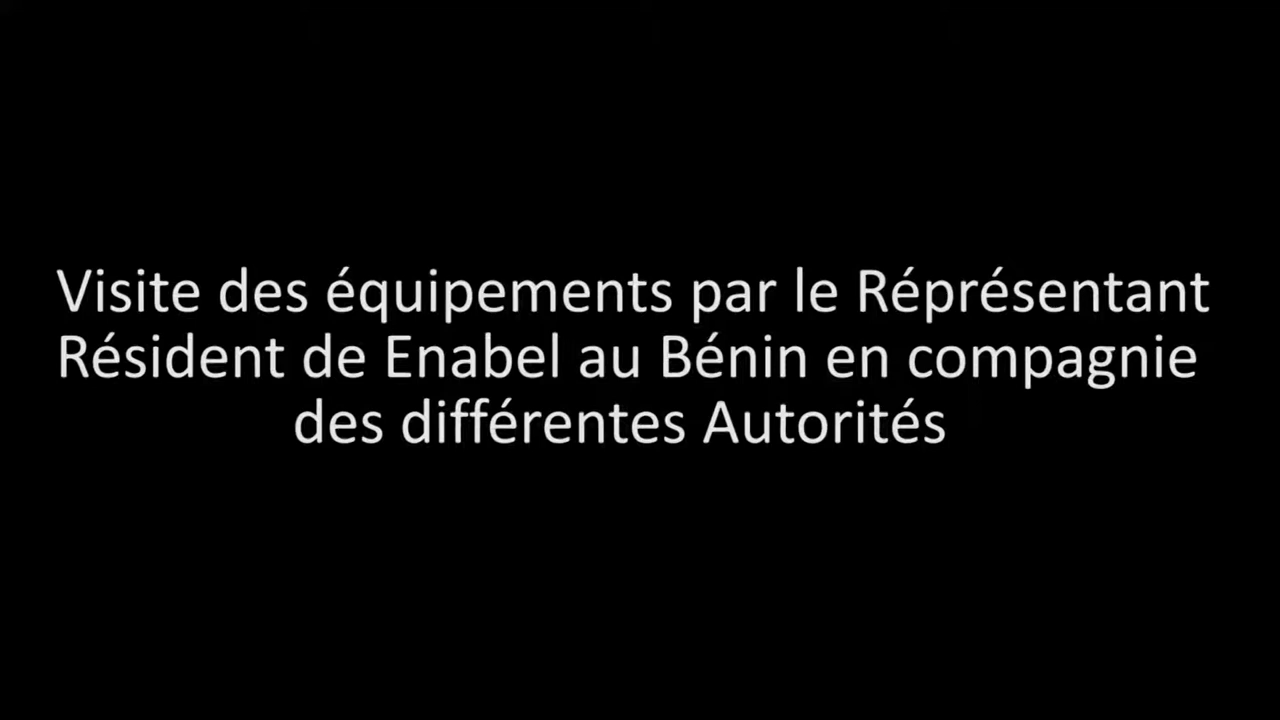 Visite des équipements par le Réprésentant
Résident de Enabel au Bénin en compagnie
des différentes Autorités